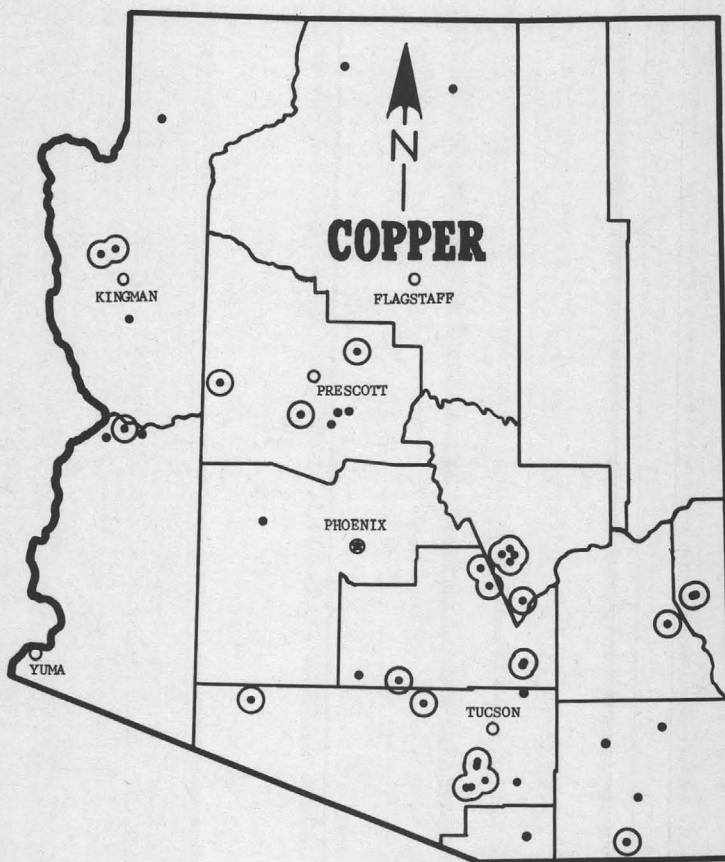 N
COPPER
KINGMAN
FLAGSTAFF
PRESCOTT
PHOENIX
YUMA
TUCSON